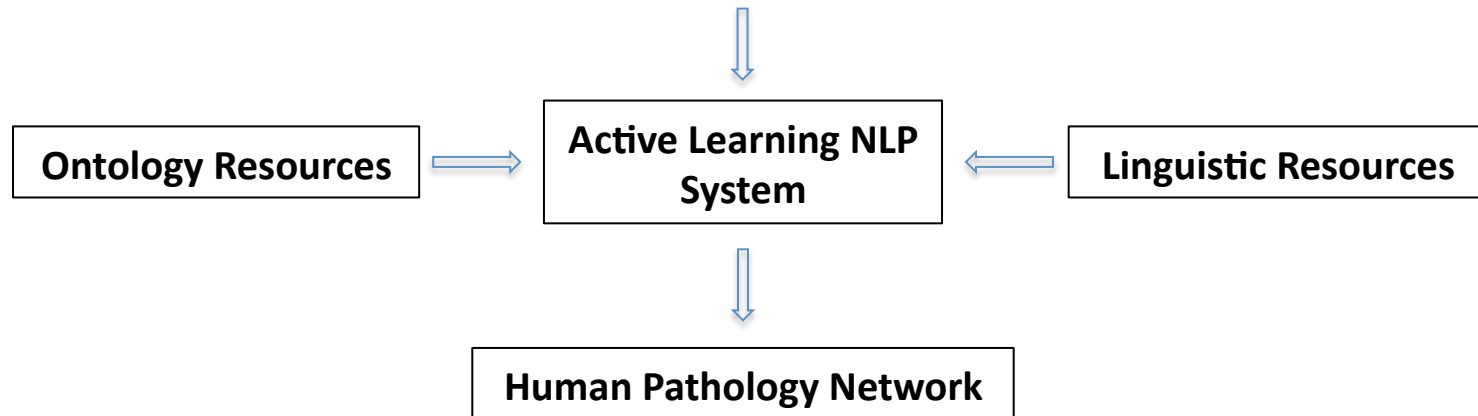 Ontology Resources
Active Learning NLP
System
Linguistic Resources
Human Pathology Network